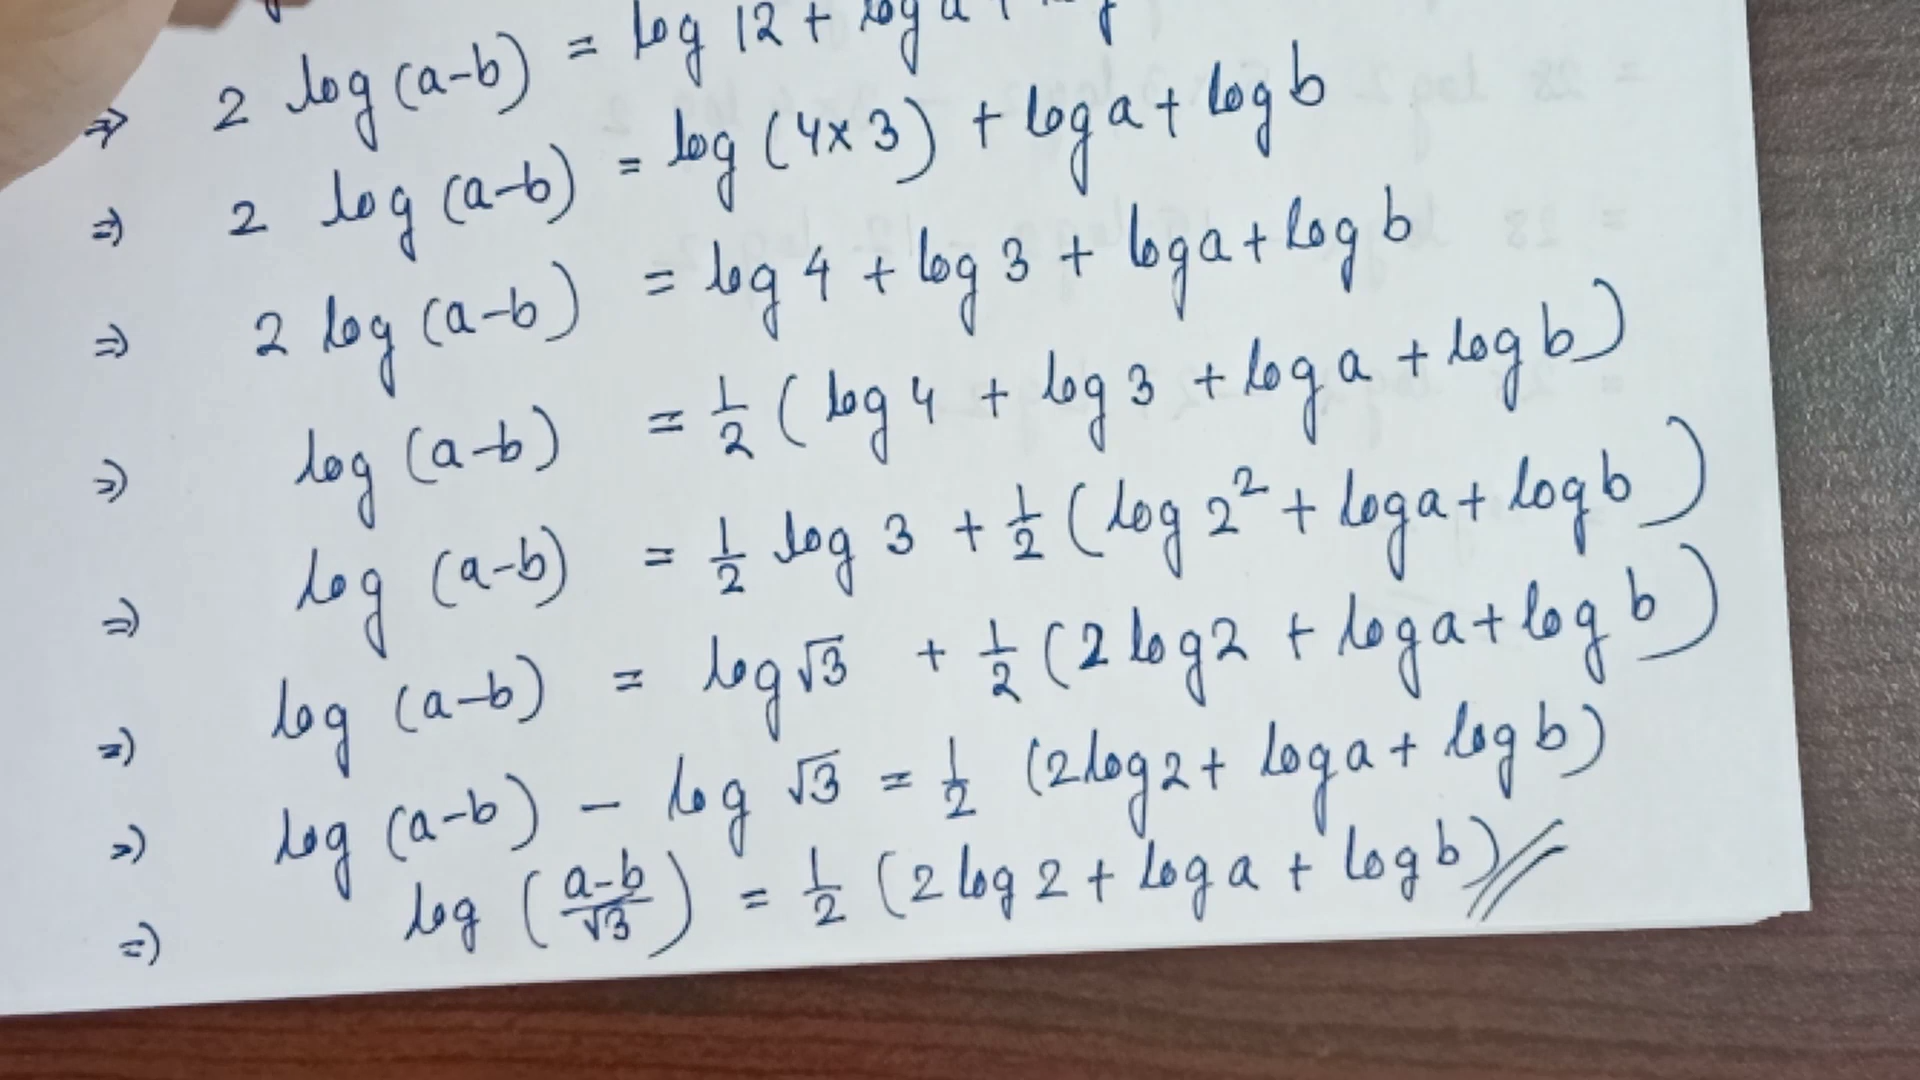 ⇒ 2 log (a-b) = log 12 + log a +
⇒ 2 log (a-b) = log (4×3) + log a + log b
⇒ 2 log (a-b) = log 4 + log 3 + log a + log b
⇒ log (a-b) = 1/2 ( log 4 + log 3 + log a + log b )
⇒ log (a-b) = 1/2 log 3 + 1/2 ( log 2² + log a + log b )
⇒ log (a-b) = log √3 + 1/2 ( 2 log 2 + log a + log b )
⇒ log (a-b) - log √3 = 1/2 ( 2 log 2 + log a + log b )
⇒ log ( a-b/√3 ) = 1/2 ( 2 log 2 + log a + log b )